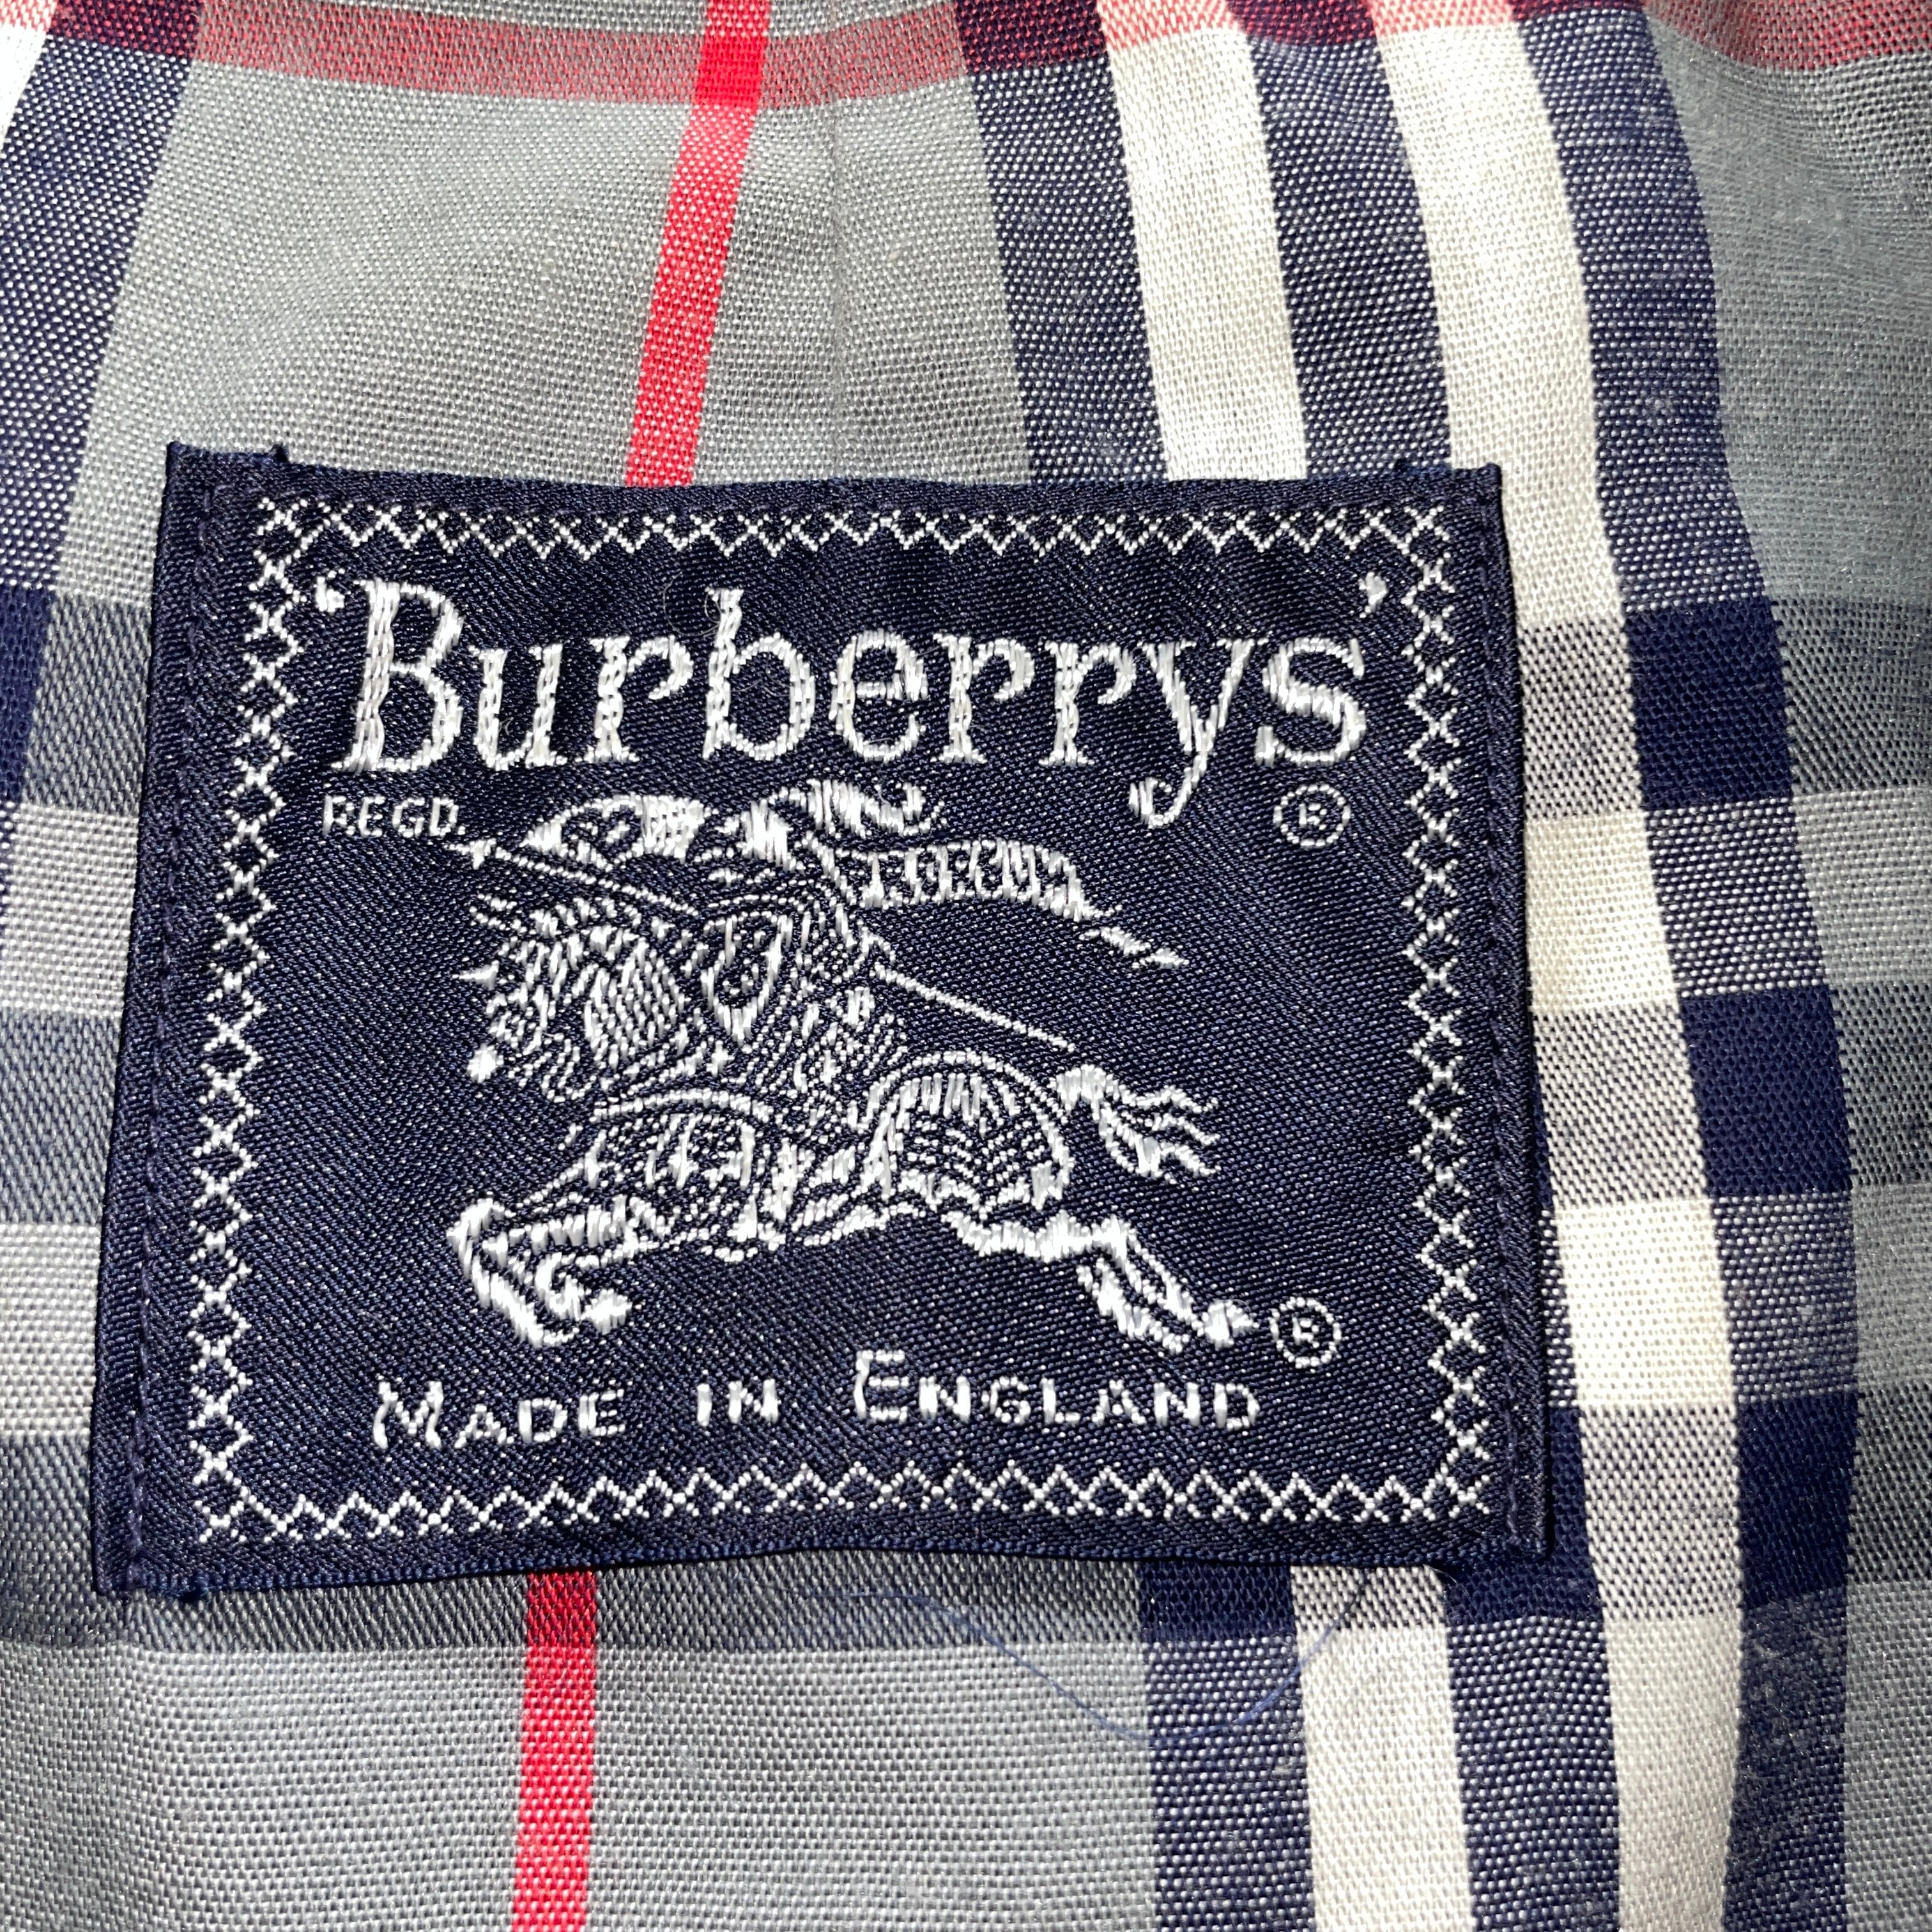 ‘Burberrys’
REGD. ®
®
MADE IN ENGLAND